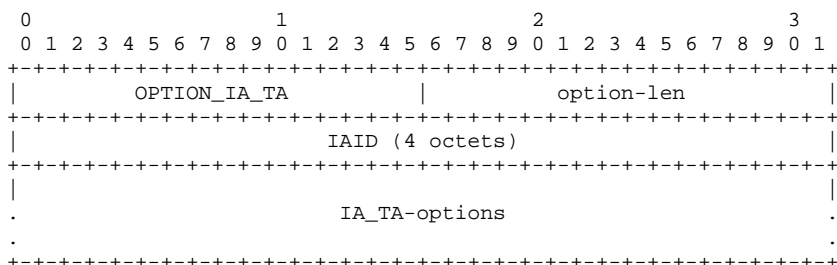 0                   1                   2                   3
 0 1 2 3 4 5 6 7 8 9 0 1 2 3 4 5 6 7 8 9 0 1 2 3 4 5 6 7 8 9 0 1
+-+-+-+-+-+-+-+-+-+-+-+-+-+-+-+-+-+-+-+-+-+-+-+-+-+-+-+-+-+-+-+-+
|         OPTION_IA_TA          |          option-len           |
+-+-+-+-+-+-+-+-+-+-+-+-+-+-+-+-+-+-+-+-+-+-+-+-+-+-+-+-+-+-+-+-+
|                        IAID (4 octets)                        |
+-+-+-+-+-+-+-+-+-+-+-+-+-+-+-+-+-+-+-+-+-+-+-+-+-+-+-+-+-+-+-+-+
|                                                               |
.                         IA_TA-options                         .
.                                                               .
+-+-+-+-+-+-+-+-+-+-+-+-+-+-+-+-+-+-+-+-+-+-+-+-+-+-+-+-+-+-+-+-+